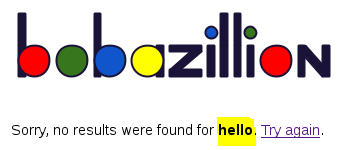 bobazillion
Sorry, no results were found for hello. Try again.